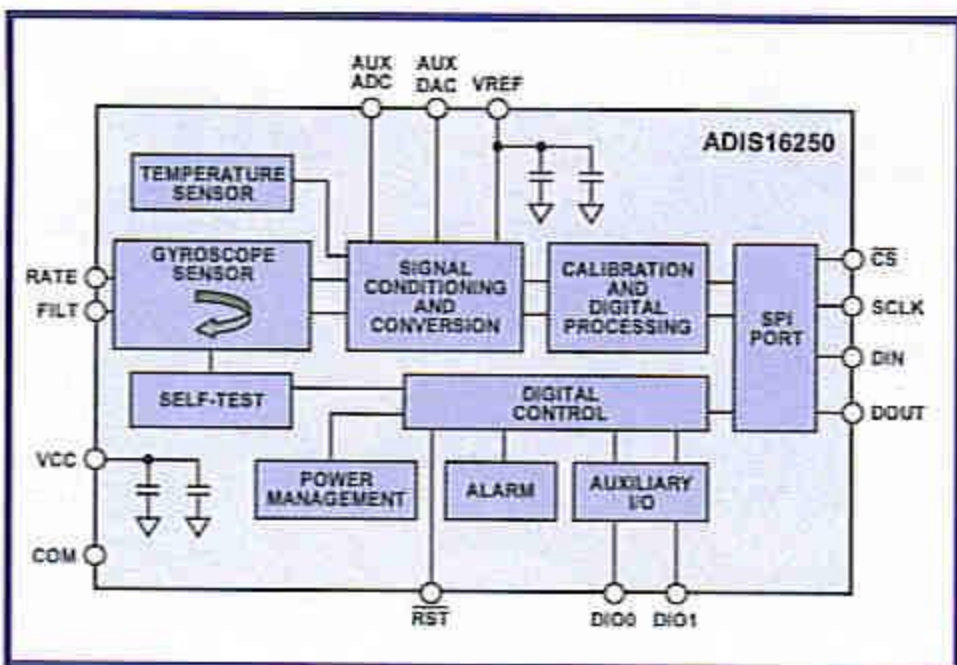 AUX
ADC
AUX
DAC
VREF
ADIS16250
TEMPERATURE
SENSOR
GYROSCOPE
SENSOR
RATE
FILT
SIGNAL
CONDITIONING
AND
CONVERSION
CALIBRATION
AND
DIGITAL
PROCESSING
SPI
PORT
CS
SCLK
DIN
DOUT
SELF-TEST
DIGITAL
CONTROL
VCC
POWER
MANAGEMENT
ALARM
AUXILIARY
I/O
COM
RST
DIO0 DIO1